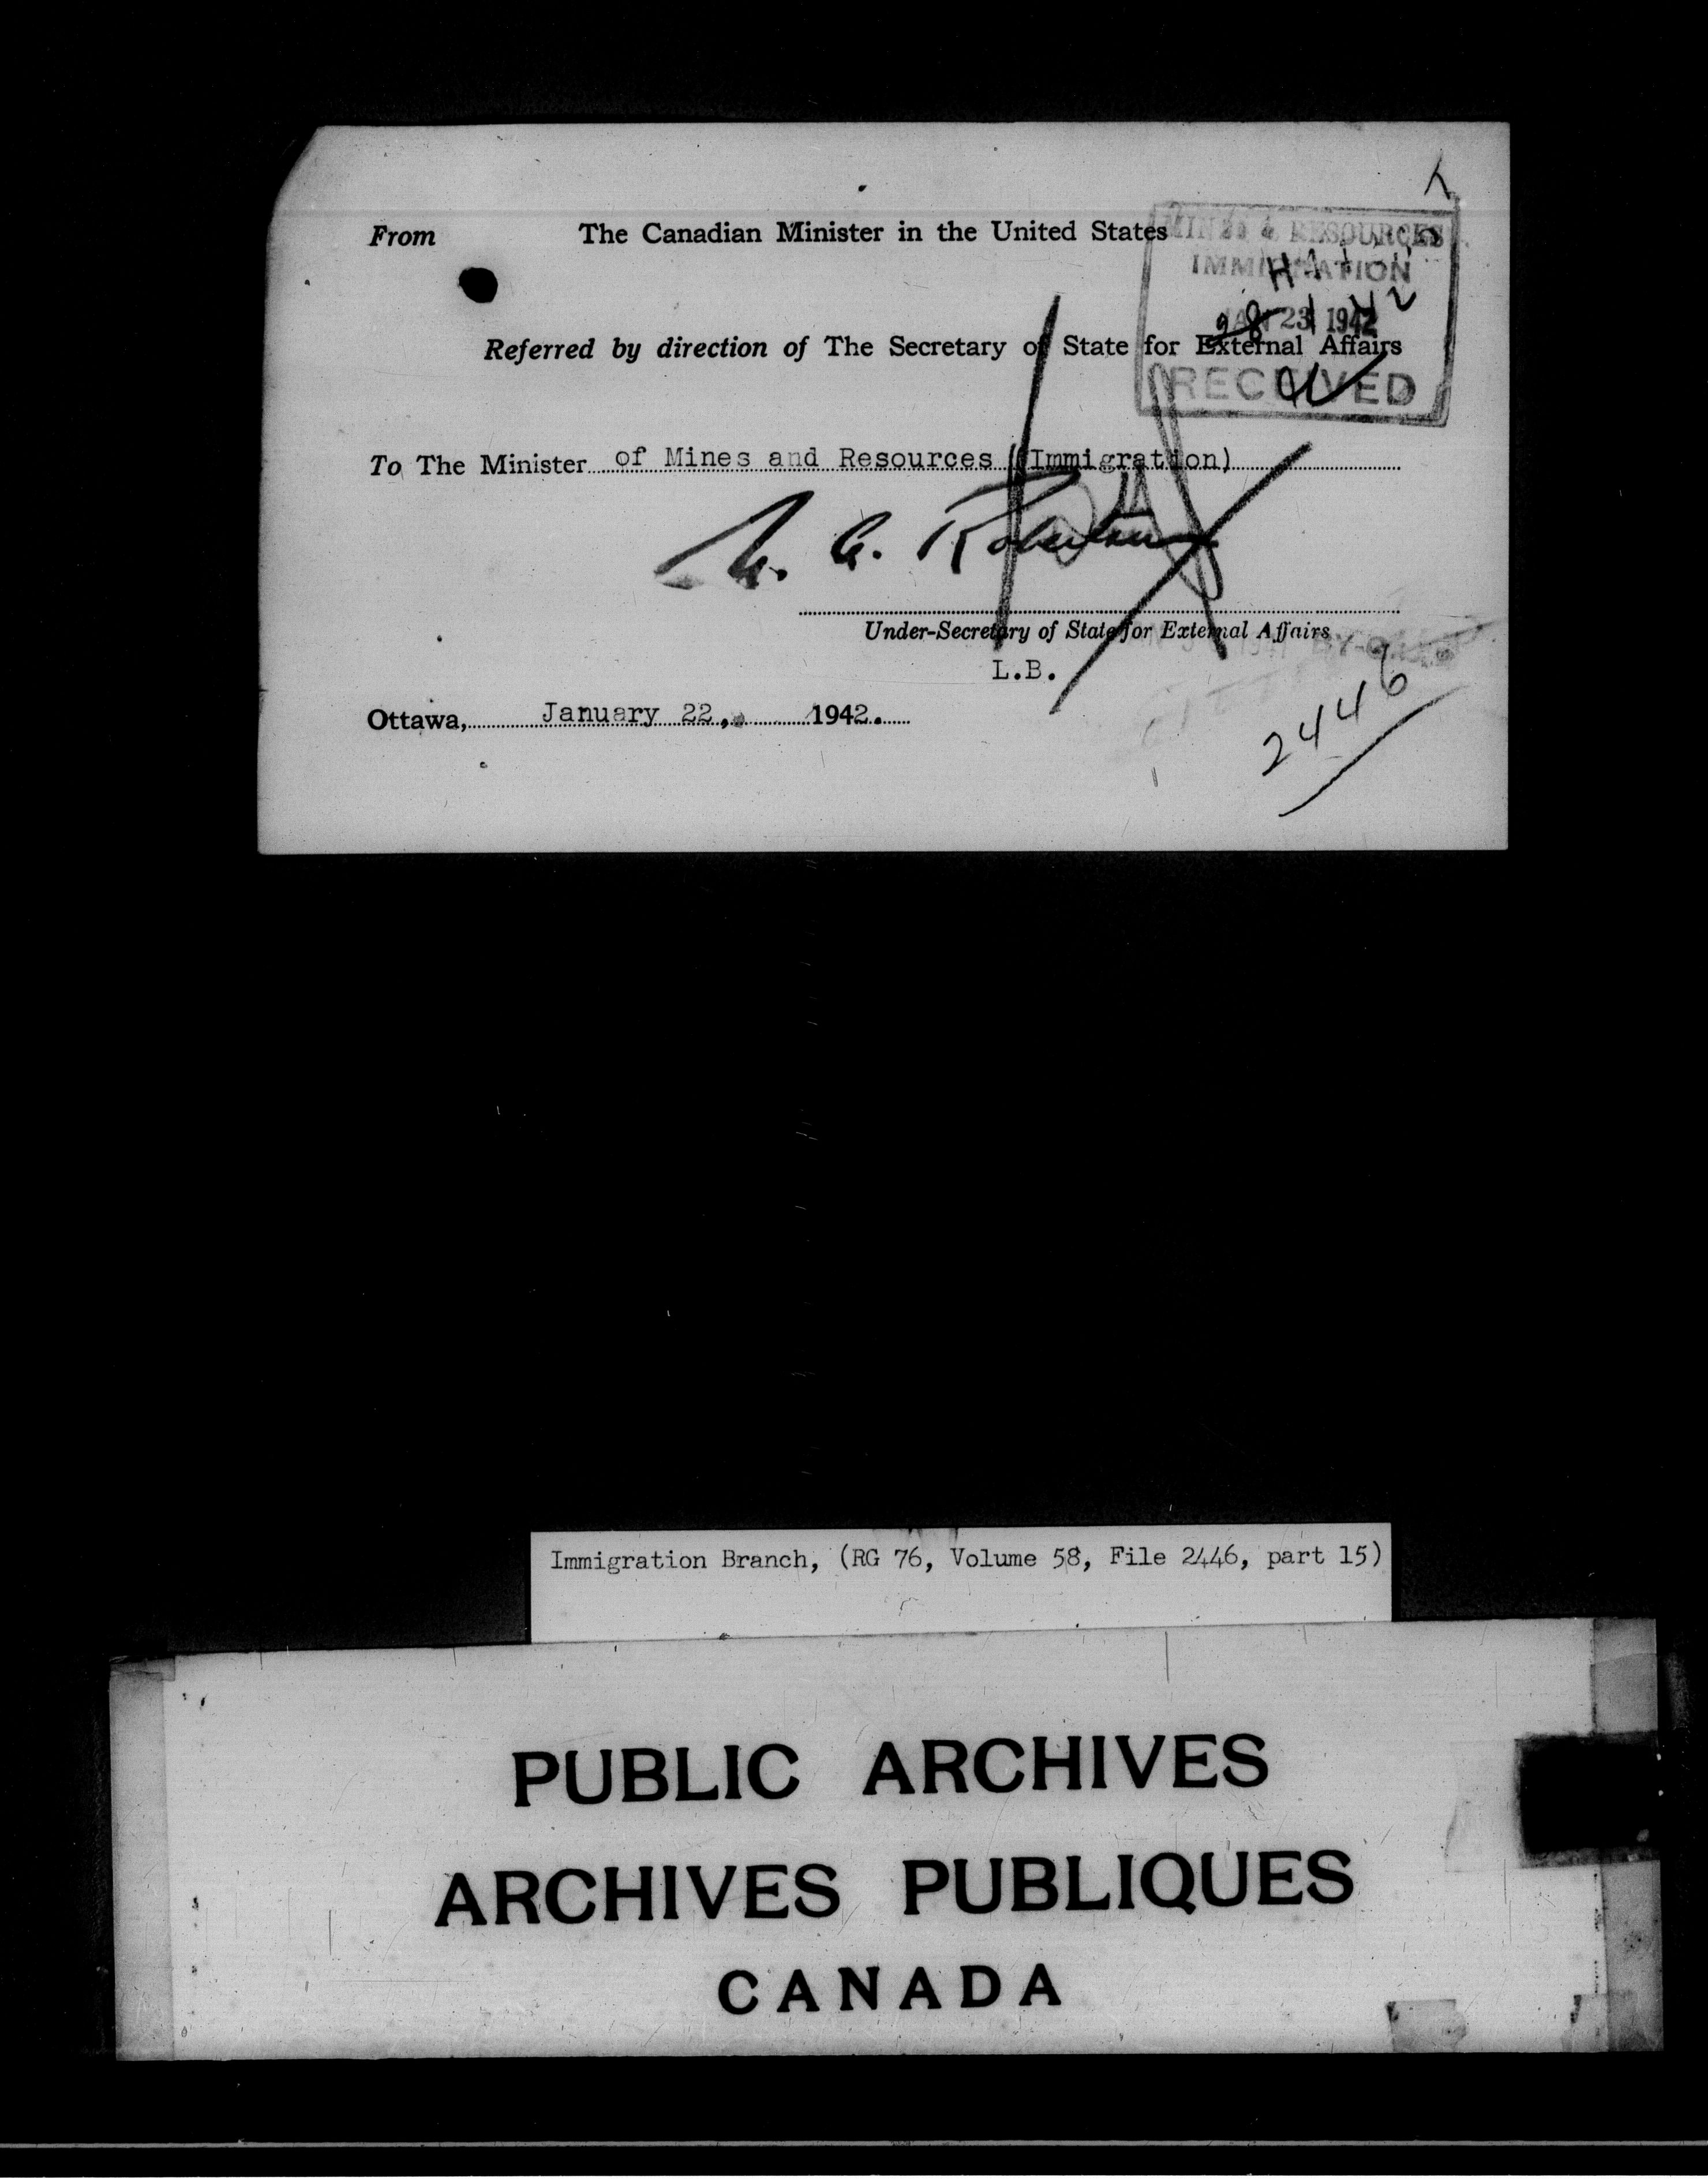 From The Canadian Minister in the United States
MINES & RESOURCES
IMMIGRATION
JAN 23 1942
Referred by direction of The Secretary of State for External Affairs
RECEIVED
To The Minister of Mines and Resources (Immigration)
N. A. Robertson
Under-Secretary of State for External Affairs
L.B.
Ottawa, January 22, 1942.
2446
Immigration Branch, (RG 76, Volume 58, File 2446, part 15)
PUBLIC ARCHIVES
ARCHIVES PUBLIQUES
CANADA